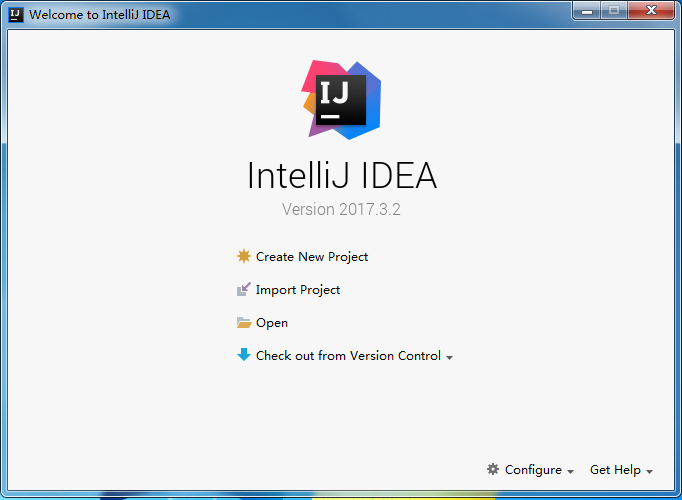 Welcome to IntelliJ IDEA
IJ
IntelliJ IDEA
Version 2017.3.2
Create New Project
Import Project
Open
Check out from Version Control
Configure
Get Help